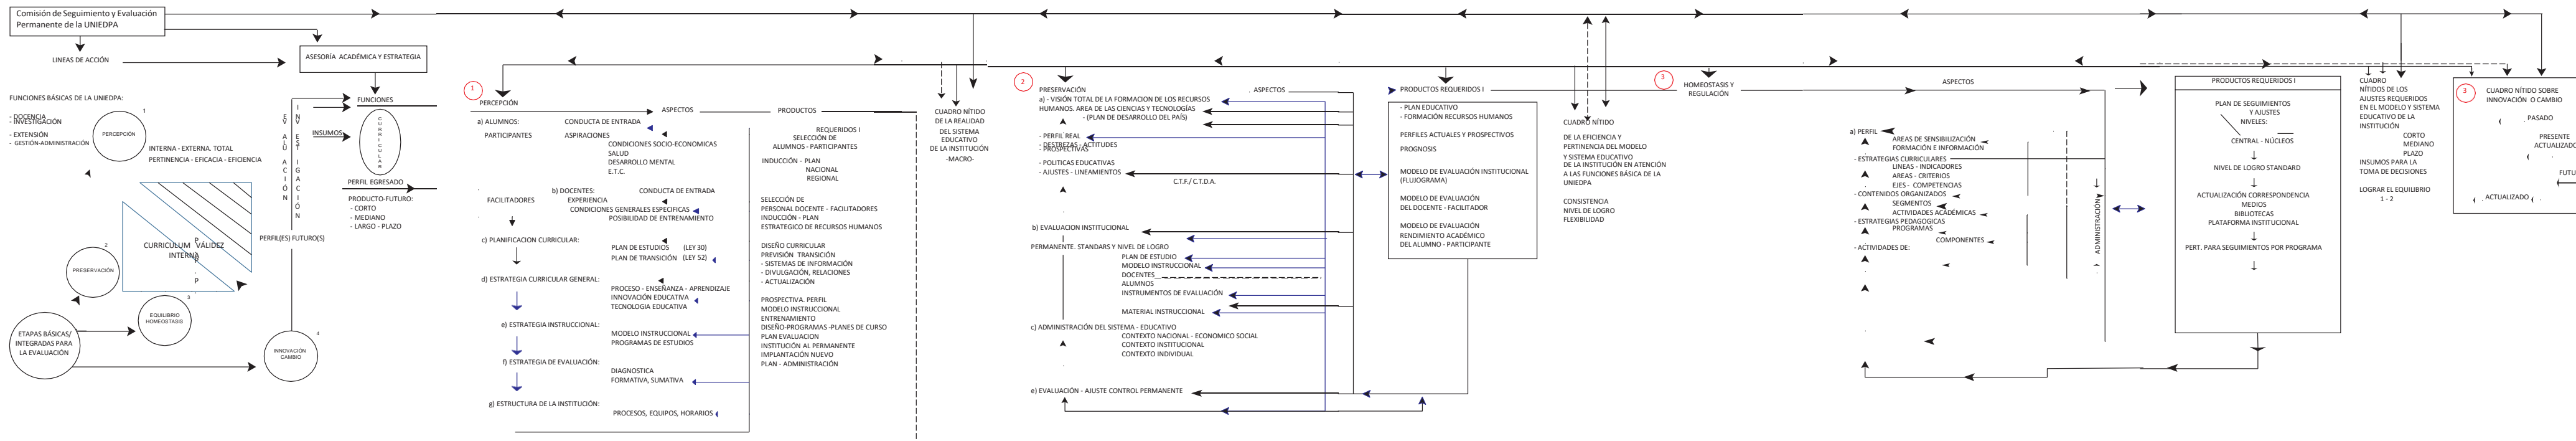 Comisión de Seguimiento y Evaluación
Permanente de la UNIEDPA
LINEAS DE ACCIÓN
ASESORÍA ACADÉMICA Y ESTRATEGIA
FUNCIONES BÁSICAS DE LA UNIEDPA:
- DOCENCIA
- INVESTIGACIÓN
- EXTENSIÓN
- GESTIÓN-ADMINISTRACIÓN
1
PERCEPCIÓN
INTERNA - EXTERNA. TOTAL
PERTINENCIA - EFICACIA - EFICIENCIA
CURRICULUM VÁLIDEZ
INTERNA
P
.
P
.
P
2
PRESERVACIÓN
3
EQUILIBRIO
HOMEOSTASIS
ETAPAS BÁSICAS/
INTEGRADAS PARA
LA EVALUACIÓN
4
INNOVACIÓN
CAMBIO
EVALUACIÓN
INVESTIGACIÓN
PERFIL(ES) FUTURO(S)
INSUMOS
FUNCIONES
CURRICULAR
PERFIL EGRESADO
PRODUCTO-FUTURO:
- CORTO
- MEDIANO
- LARGO - PLAZO
1
PERCEPCIÓN
ASPECTOS
PRODUCTOS
a) ALUMNOS:
CONDUCTA DE ENTRADA
PARTICIPANTES
ASPIRACIONES
CONDICIONES SOCIO-ECONOMICAS
SALUD
DESARROLLO MENTAL
E.T.C.
b) DOCENTES:
CONDUCTA DE ENTRADA
FACILITADORES
EXPERIENCIA
CONDICIONES GENERALES ESPECIFICAS
POSIBILIDAD DE ENTRENAMIENTO
c) PLANIFICACION CURRICULAR:
PLAN DE ESTUDIOS (LEY 30)
PLAN DE TRANSICIÓN (LEY 52)
d) ESTRATEGIA CURRICULAR GENERAL:
PROCESO - ENSEÑANZA - APRENDIZAJE
INNOVACIÓN EDUCATIVA
TECNOLOGIA EDUCATIVA
e) ESTRATEGIA INSTRUCCIONAL:
MODELO INSTRUCCIONAL
PROGRAMAS DE ESTUDIOS
f) ESTRATEGIA DE EVALUACIÓN:
DIAGNOSTICA
FORMATIVA, SUMATIVA
g) ESTRUCTURA DE LA INSTITUCIÓN:
PROCESOS, EQUIPOS, HORARIOS
REQUERIDOS I
SELECCIÓN DE
ALUMNOS - PARTICIPANTES
INDUCCIÓN - PLAN
NACIONAL
REGIONAL
SELECCIÓN DE
PERSONAL DOCENTE - FACILITADORES
INDUCCIÓN - PLAN
ESTRATEGICO DE RECURSOS HUMANOS
DISEÑO CURRICULAR
PREVISIÓN TRANSICIÓN
- SISTEMAS DE INFORMACIÓN
- DIVULGACIÓN, RELACIONES
- ACTUALIZACIÓN
PROSPECTIVA. PERFIL
MODELO INSTRUCCIONAL
ENTRENAMIENTO
DISEÑO-PROGRAMAS -PLANES DE CURSO
PLAN EVALUACION
INSTITUCIÓN AL PERMANENTE
IMPLANTACIÓN NUEVO
PLAN - ADMINISTRACIÓN
CUADRO NÍTIDO
DE LA REALIDAD
DEL SISTEMA
EDUCATIVO
DE LA INSTITUCIÓN
-MACRO-
2
PRESERVACIÓN
ASPECTOS
a) - VISIÓN TOTAL DE LA FORMACION DE LOS RECURSOS
HUMANOS. AREA DE LAS CIENCIAS Y TECNOLOGÍAS
- (PLAN DE DESARROLLO DEL PAÍS)
- PERFIL REAL
- DESTREZAS - ACTITUDES
- PROSPECTIVAS
- POLITICAS EDUCATIVAS
- AJUSTES - LINEAMIENTOS
C.T.F./ C.T.D.A.
b) EVALUACION INSTITUCIONAL
PERMANENTE. STANDARS Y NIVEL DE LOGRO
PLAN DE ESTUDIO
MODELO INSTRUCCIONAL
DOCENTES
ALUMNOS
INSTRUMENTOS DE EVALUACIÓN
MATERIAL INSTRUCCIONAL
c) ADMINISTRACIÓN DEL SISTEMA - EDUCATIVO
CONTEXTO NACIONAL - ECONOMICO SOCIAL
CONTEXTO INSTITUCIONAL
CONTEXTO INDIVIDUAL
e) EVALUACIÓN - AJUSTE CONTROL PERMANENTE
PRODUCTOS REQUERIDOS I
- PLAN EDUCATIVO
- FORMACIÓN RECURSOS HUMANOS
PERFILES ACTUALES Y PROSPECTIVOS
PROGNOSIS
MODELO DE EVALUACIÓN INSTITUCIONAL
(FLUJOGRAMA)
MODELO DE EVALUACIÓN
DEL DOCENTE - FACILITADOR
MODELO DE EVALUACIÓN
RENDIMIENTO ACADÉMICO
DEL ALUMNO - PARTICIPANTE
CUADRO NÍTIDO
DE LA EFICIENCIA Y
PERTINENCIA DEL MODELO
Y SISTEMA EDUCATIVO
DE LA INSTITUCIÓN EN ATENCIÓN
A LAS FUNCIONES BÁSICA DE LA
UNIEDPA
CONSISTENCIA
NIVEL DE LOGRO
FLEXIBILIDAD
3
HOMEOSTASIS Y
REGULACIÓN
ASPECTOS
a) PERFIL
AREAS DE SENSIBILIZACIÓN
FORMACIÓN E INFORMACIÓN
- ESTRATEGIAS CURRICULARES
LINEAS - INDICADORES
AREAS - CRITERIOS
EJES - COMPETENCIAS
- CONTENIDOS ORGANIZADOS
SEGMENTOS
ACTIVIDADES ACADÉMICAS
- ESTRATEGIAS PEDAGOGICAS
PROGRAMAS
COMPONENTES
- ACTIVIDADES DE:
ADMINISTRACIÓN
PRODUCTOS REQUERIDOS I
PLAN DE SEGUIMIENTOS
Y AJUSTES
NIVELES:
CENTRAL - NÚCLEOS
NIVEL DE LOGRO STANDARD
ACTUALIZACIÓN CORRESPONDENCIA
MEDIOS
BIBLIOTECAS
PLATAFORMA INSTITUCIONAL
PERT. PARA SEGUIMIENTOS POR PROGRAMA
CUADRO
NÍTIDOS DE LOS
AJUSTES REQUERIDOS
EN EL MODELO Y SISTEMA
EDUCATIVO DE LA
INSTITUCIÓN
CORTO
MEDIANO
PLAZO
INSUMOS PARA LA
TOMA DE DECISIONES
LOGRAR EL EQUILIBRIO
1 - 2
3
CUADRO NÍTIDO SOBRE
INNOVACIÓN O CAMBIO
PASADO
PRESENTE
ACTUALIZADO
FUTU
ACTUALIZADO